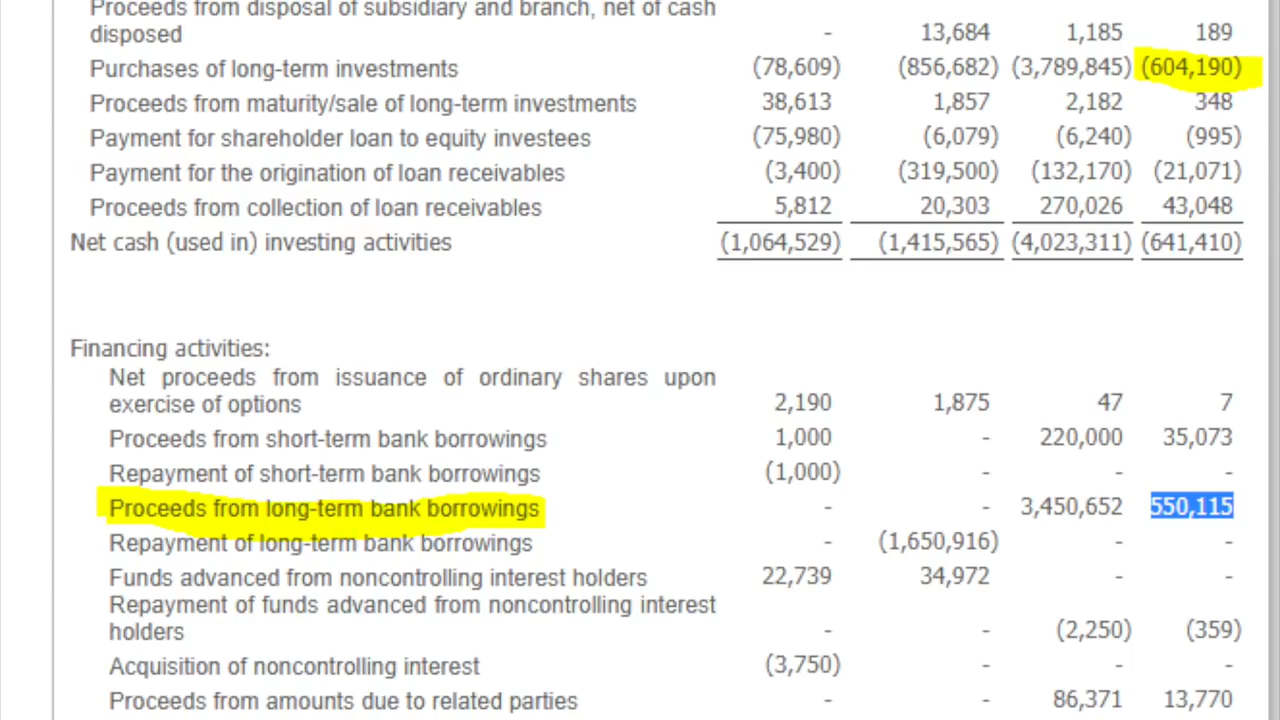 Proceeds from disposal of subsidiary and branch, net of cash
disposed - 13,684 1,185 189
Purchases of long-term investments (78,609) (856,682) (3,789,845) (604,190)
Proceeds from maturity/sale of long-term investments 38,613 1,857 2,182 348
Payment for shareholder loan to equity investees (75,980) (6,079) (6,240) (995)
Payment for the origination of loan receivables (3,400) (319,500) (132,170) (21,071)
Proceeds from collection of loan receivables 5,812 20,303 270,026 43,048
Net cash (used in) investing activities (1,064,529) (1,415,565) (4,023,311) (641,410)
Financing activities:
Net proceeds from issuance of ordinary shares upon
exercise of options 2,190 1,875 47 7
Proceeds from short-term bank borrowings 1,000 - 220,000 35,073
Repayment of short-term bank borrowings (1,000) - - -
Proceeds from long-term bank borrowings - - 3,450,652 550,115
Repayment of long-term bank borrowings - (1,650,916) - -
Funds advanced from noncontrolling interest holders 22,739 34,972 - -
Repayment of funds advanced from noncontrolling interest
holders - - (2,250) (359)
Acquisition of noncontrolling interest (3,750) - - -
Proceeds from amounts due to related parties - - 86,371 13,770